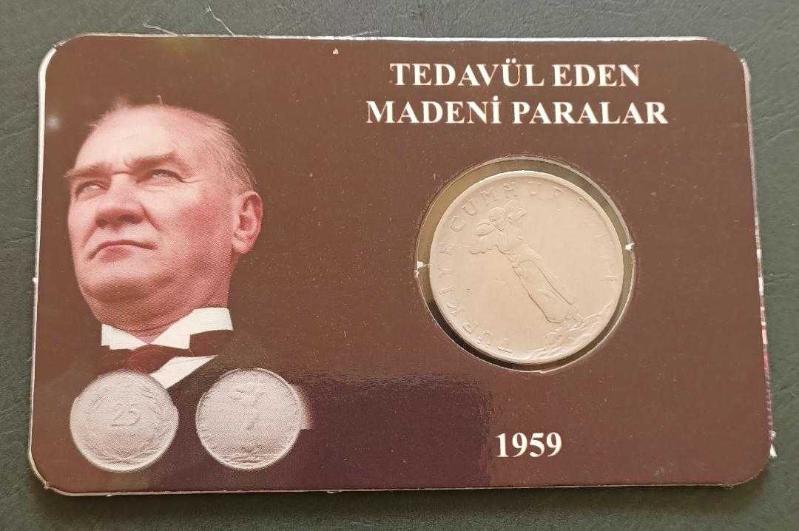 TEDAVÜL EDEN
MADENİ PARALAR
TÜRKİYE CUMHURİYETİ
25
1959